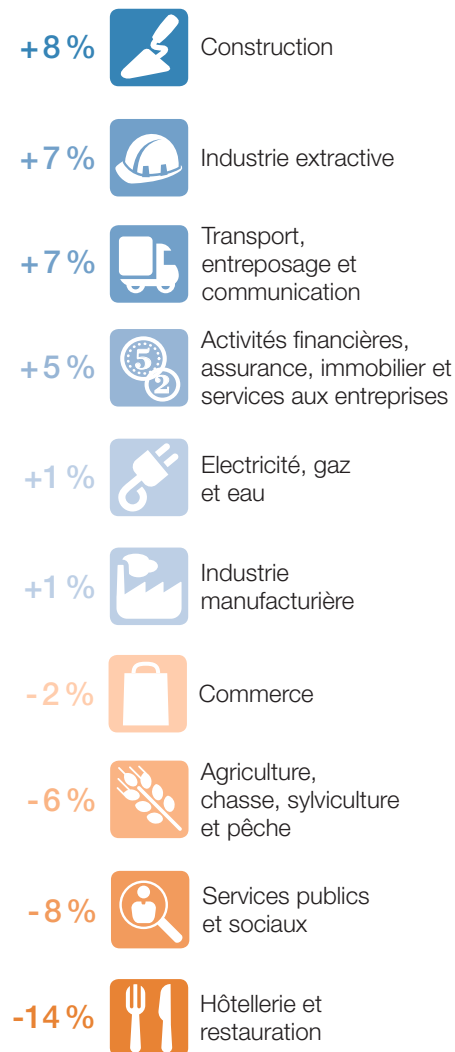 +8 % Construction
+7 % Industrie extractive
+7 % Transport,
entreposage et
communication
+5 % Activités financières,
assurance, immobilier et
services aux entreprises
5
2
+1 % Electricité, gaz
et eau
+1 % Industrie
manufacturière
-2 % Commerce
-6 % Agriculture,
chasse, sylviculture
et pêche
-8 % Services publics
et sociaux
-14 % Hôtellerie et
restauration